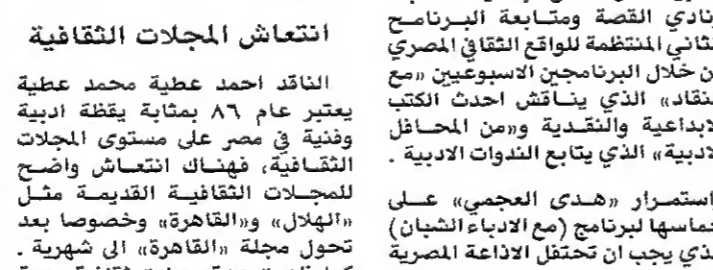 ونادي القصة ومتابعة البرنامج
الثاني المنتظمة للواقع الثقافي المصري
من خلال البرنامجين الاسبوعيين «مع
النقاد» الذي يناقش احدث الكتب
الابداعية والنقدية و«من المحافل
الادبية» الذي يتابع الندوات الادبية .
واستمرار «هدى العجمي» على
حماسها لبرنامج (مع الادباء الشبان)
الذي يجب ان تحتفل الاذاعة المصرية
انتعاش المجلات الثقافية
الناقد احمد عطية محمد عطية
يعتبر عام ٨٦ بمثابة يقظة ادبية
وفنية في مصر على مستوى المجلات
الثقافية، فهناك انتعاش واضح
للمجلات الثقافية القديمة مثل
«الهلال» و«القاهرة» وخصوصا بعد
تحول مجلة «القاهرة» الى شهرية .